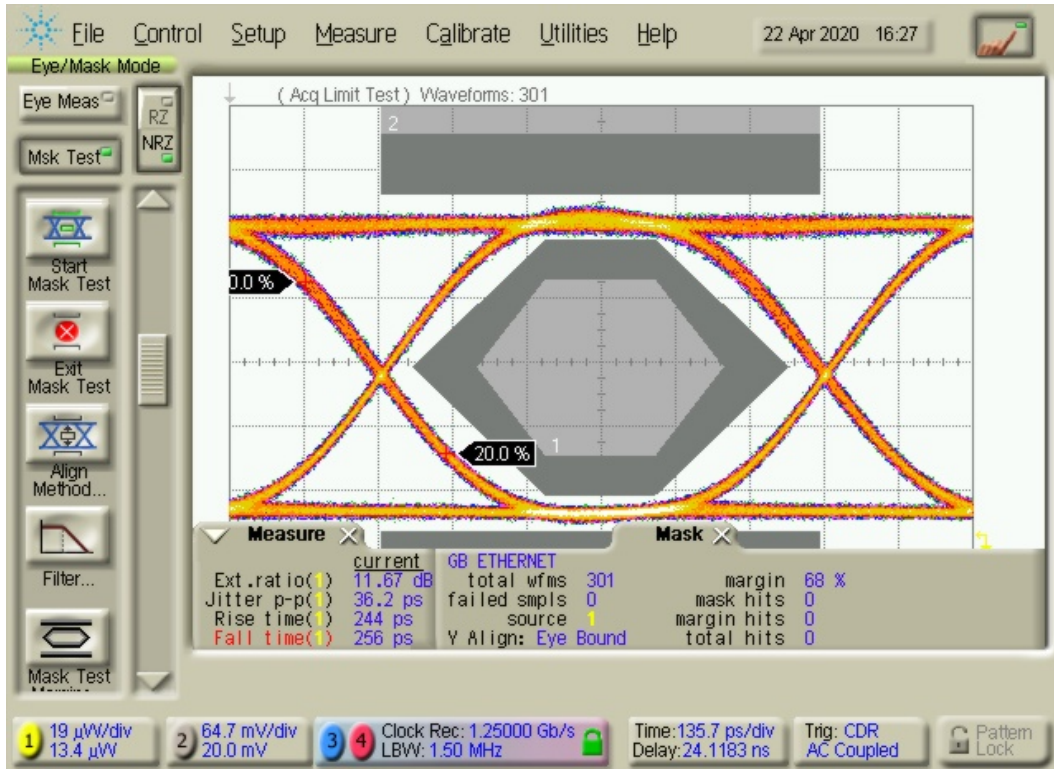 File Control Setup Measure Calibrate Utilities Help 22 Apr 2020 16:27
Eye/Mask Mode
Eye Meas
RZ
NRZ
Msk Test
( Acq Limit Test ) Waveforms: 301
2
Start
Mask Test
0.0 %
Exit
Mask Test
20.0 %
1
Align
Method...
Filter...
Mask Test
Measure
Mask
current
Ext.ratio(1) 11.67 dB
Jitter p-p(1) 36.2 ps
Rise time(1) 244 ps
Fall time(1) 256 ps
GB ETHERNET
total wfms 301
failed smpls 0
source 1
Y Align: Eye Bound
margin 68 %
mask hits 0
margin hits 0
total hits 0
1 19 µW/div
13.4 µW
2 64.7 mV/div
20.0 mV
3 4 Clock Rec: 1.25000 Gb/s
LBW: 1.50 MHz
Time:135.7 ps/div
Delay:24.1183 ns
Trig: CDR
AC Coupled
Pattern
Lock